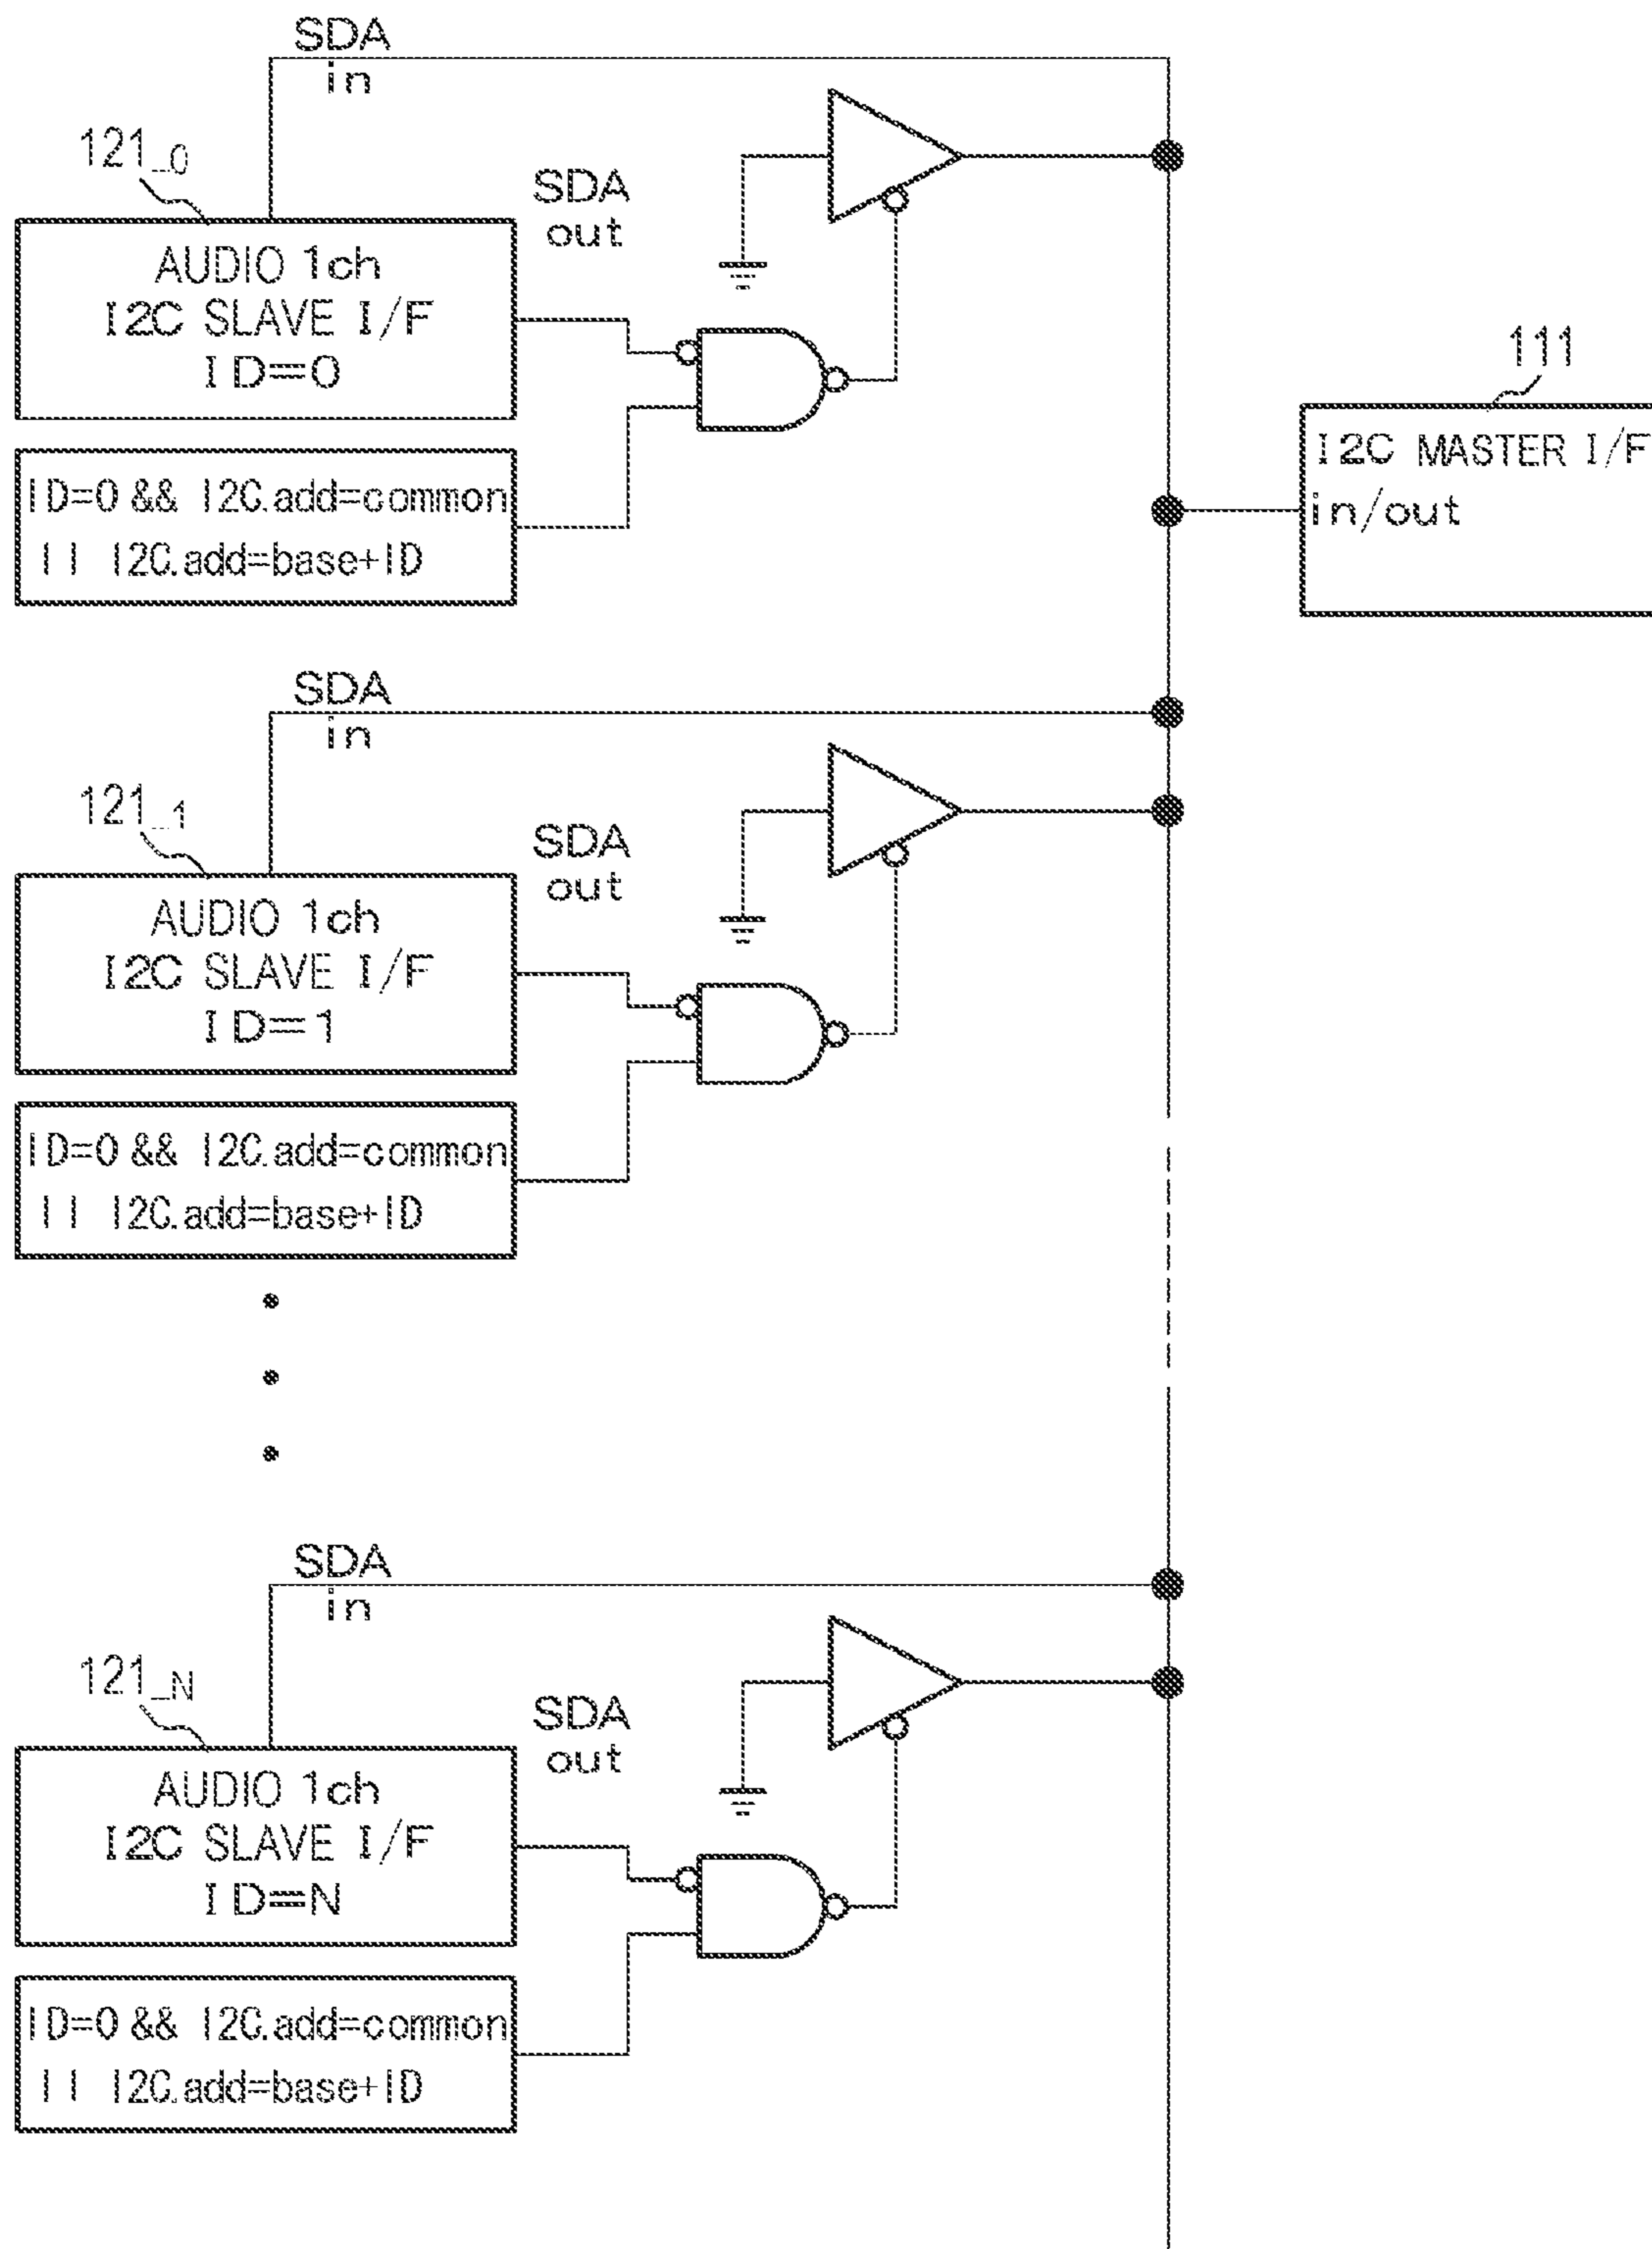 SDA
in
121_0
SDA
out
AUDIO 1ch
I2C SLAVE I/F
ID=0
ID=0 && I2C.add=common
|| I2C.add=base+ID
111
I2C MASTER I/F
in/out
SDA
in
121_1
SDA
out
AUDIO 1ch
I2C SLAVE I/F
ID=1
ID=0 && I2C.add=common
|| I2C.add=base+ID
SDA
in
121_N
SDA
out
AUDIO 1ch
I2C SLAVE I/F
ID=N
ID=0 && I2C.add=common
|| I2C.add=base+ID